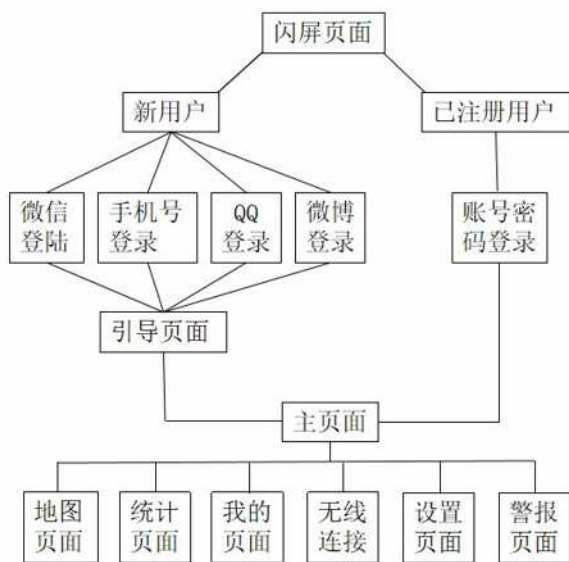 闪屏页面
新用户
已注册用户
微信
登陆
手机号
登录
QQ
登录
微博
登录
账号密
码登录
引导页面
主页面
地图
页面
统计
页面
我的
页面
无线
连接
设置
页面
警报
页面